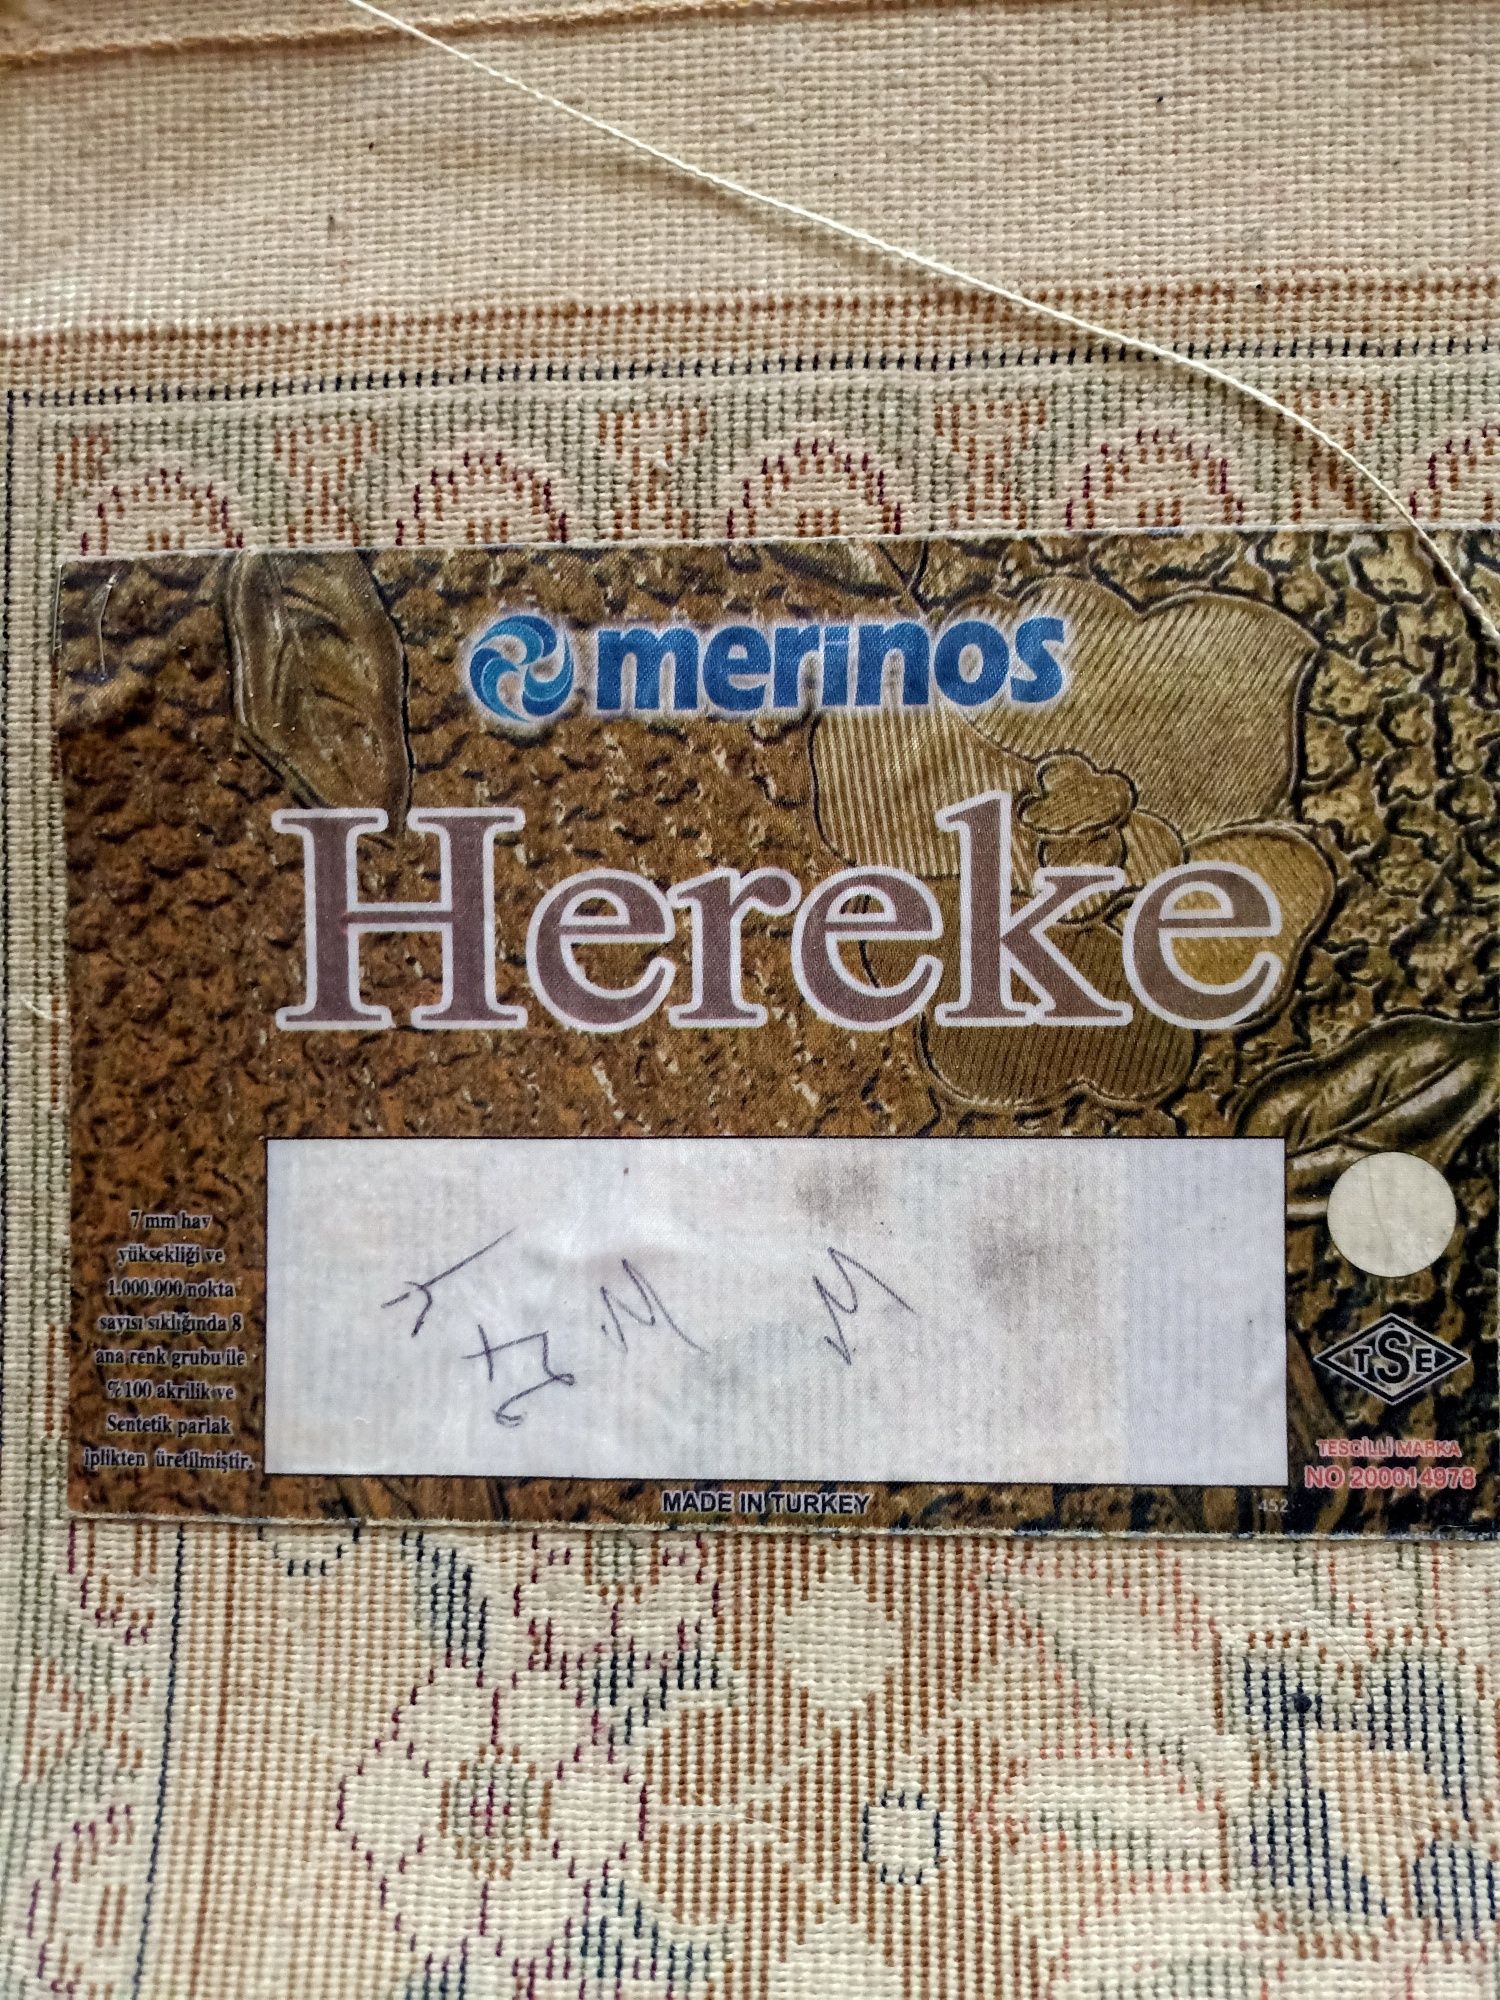 merinos
Hereke
7 mm hav
yüksekliği ve
1.000.000 nokta
sayısı sıklığında 8
ana renk grubu ile
%100 akrilik ve
Sentetik parlak
iplikten üretilmiştir.
TSE
TESCİLLİ MARKA
NO 200014978
MADE IN TURKEY
452